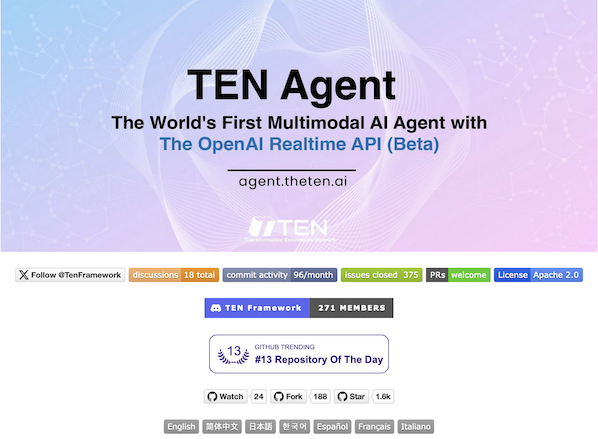 TEN Agent
The World's First Multimodal AI Agent with
The OpenAI Realtime API (Beta)
agent.theten.ai
TEN
Transformative Extensions Network
Follow @TenFramework discussions 18 total commit activity 96/month issues closed 375 PRs welcome License Apache 2.0
TEN Framework 271 MEMBERS
13 GITHUB TRENDING
#13 Repository Of The Day
Watch 24 Fork 188 Star 1.6k
English 简体中文 日本語 한국어 Español Français Italiano